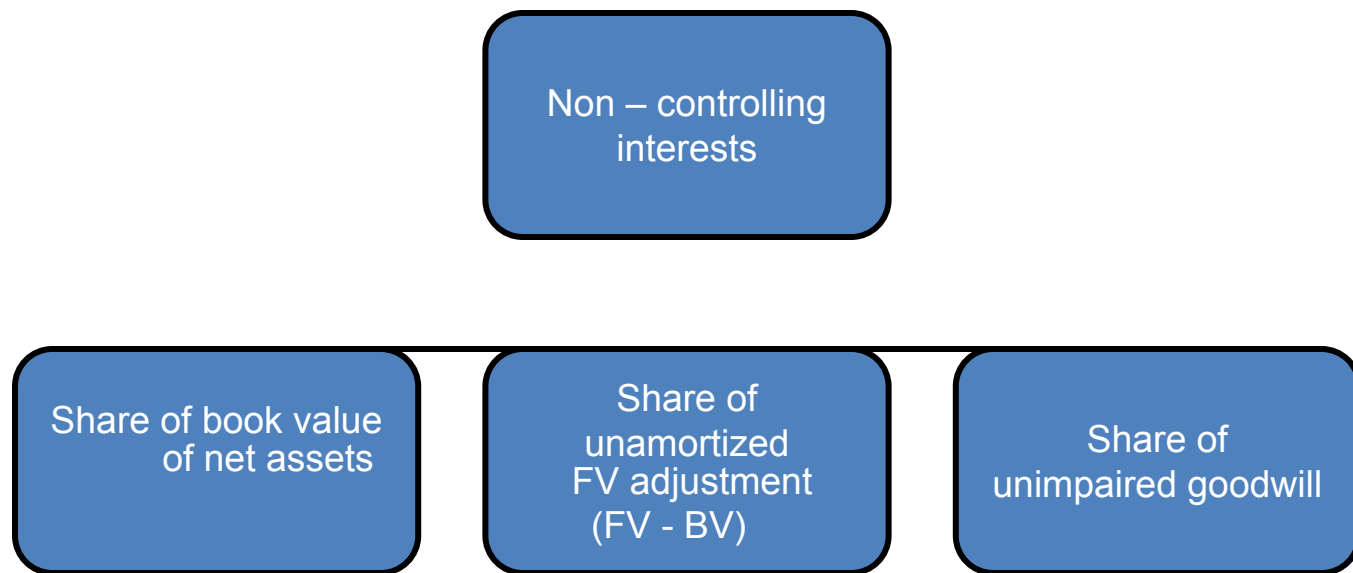 Non – controlling
interests
Share of book value
of net assets
Share of
unamortized
FV adjustment
(FV - BV)
Share of
unimpaired goodwill